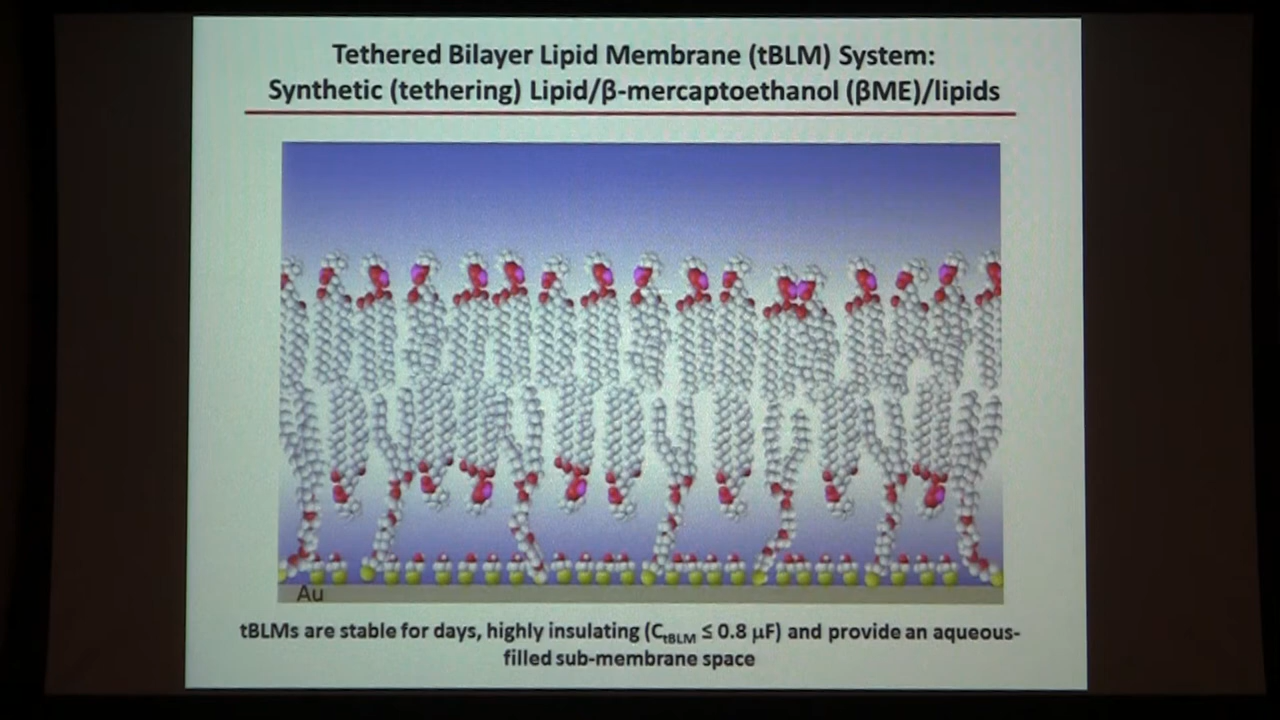 Tethered Bilayer Lipid Membrane (tBLM) System:
Synthetic (tethering) Lipid/β-mercaptoethanol (βME)/lipids
Au
tBLMs are stable for days, highly insulating (CtBLM ≤ 0.8 µF) and provide an aqueous-
filled sub-membrane space